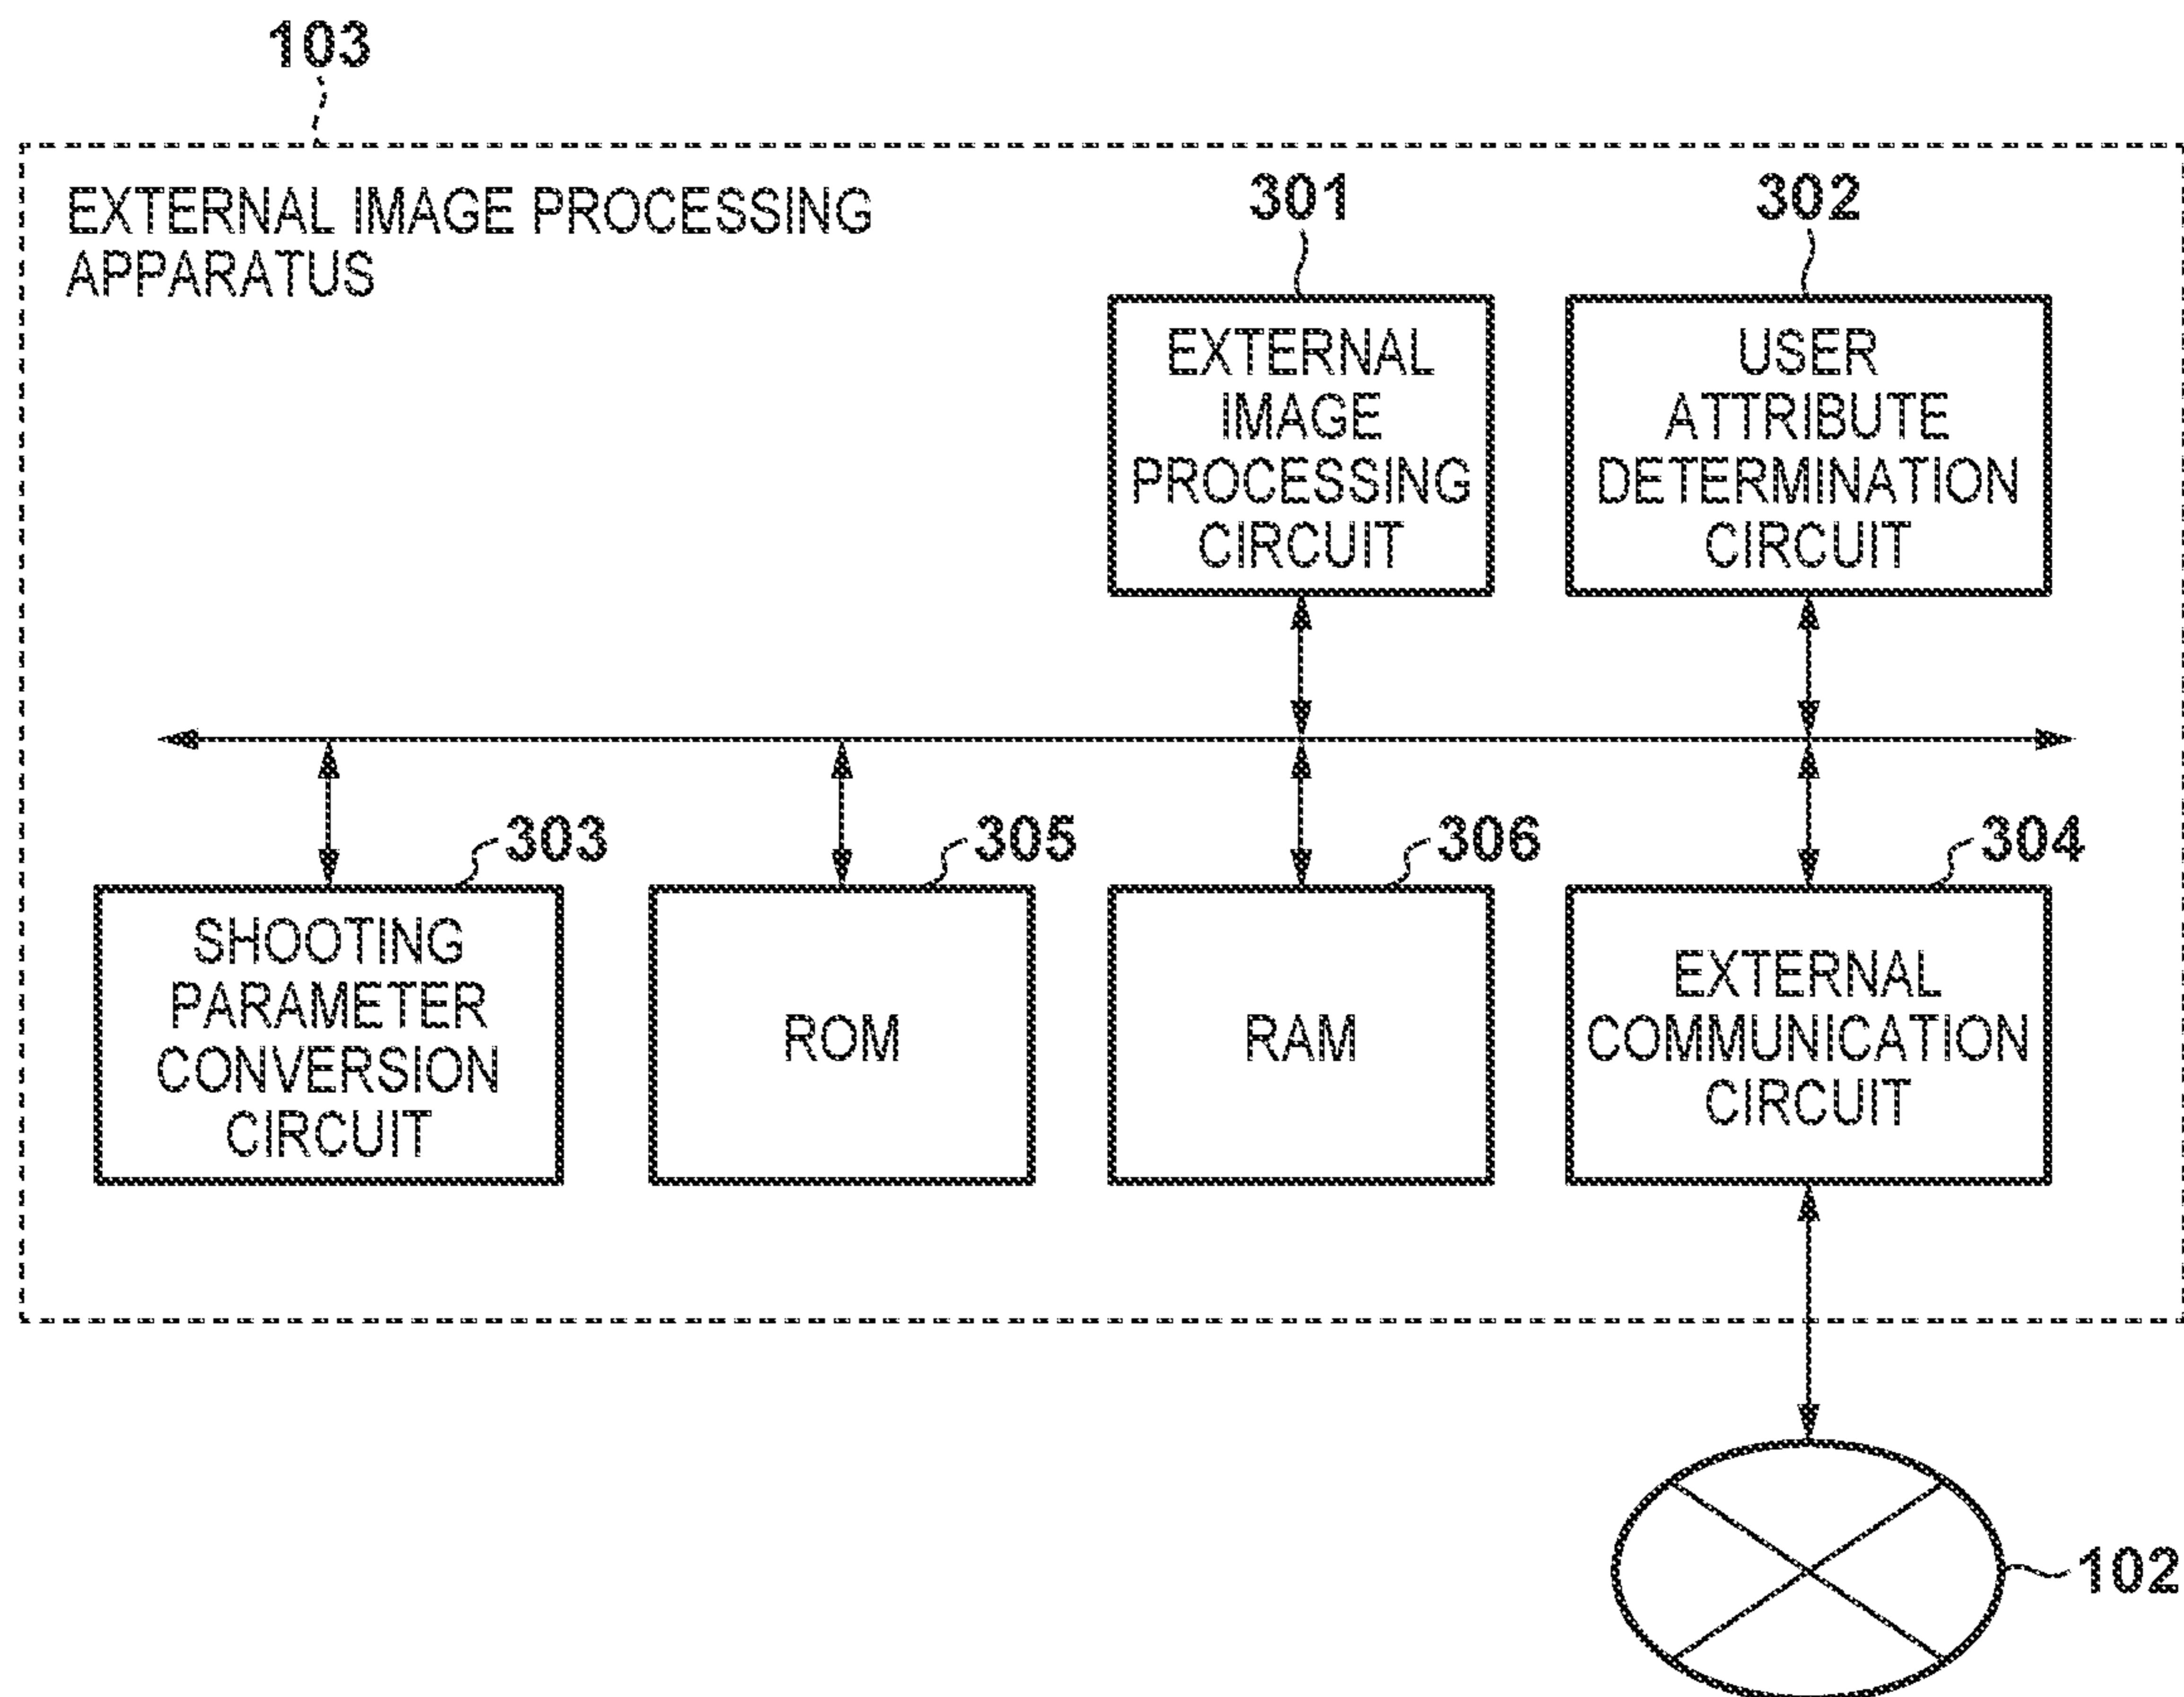 103
EXTERNAL IMAGE PROCESSING
APPARATUS
301
302
EXTERNAL
IMAGE
PROCESSING
CIRCUIT
USER
ATTRIBUTE
DETERMINATION
CIRCUIT
303
305
306
304
SHOOTING
PARAMETER
CONVERSION
CIRCUIT
ROM
RAM
EXTERNAL
COMMUNICATION
CIRCUIT
102